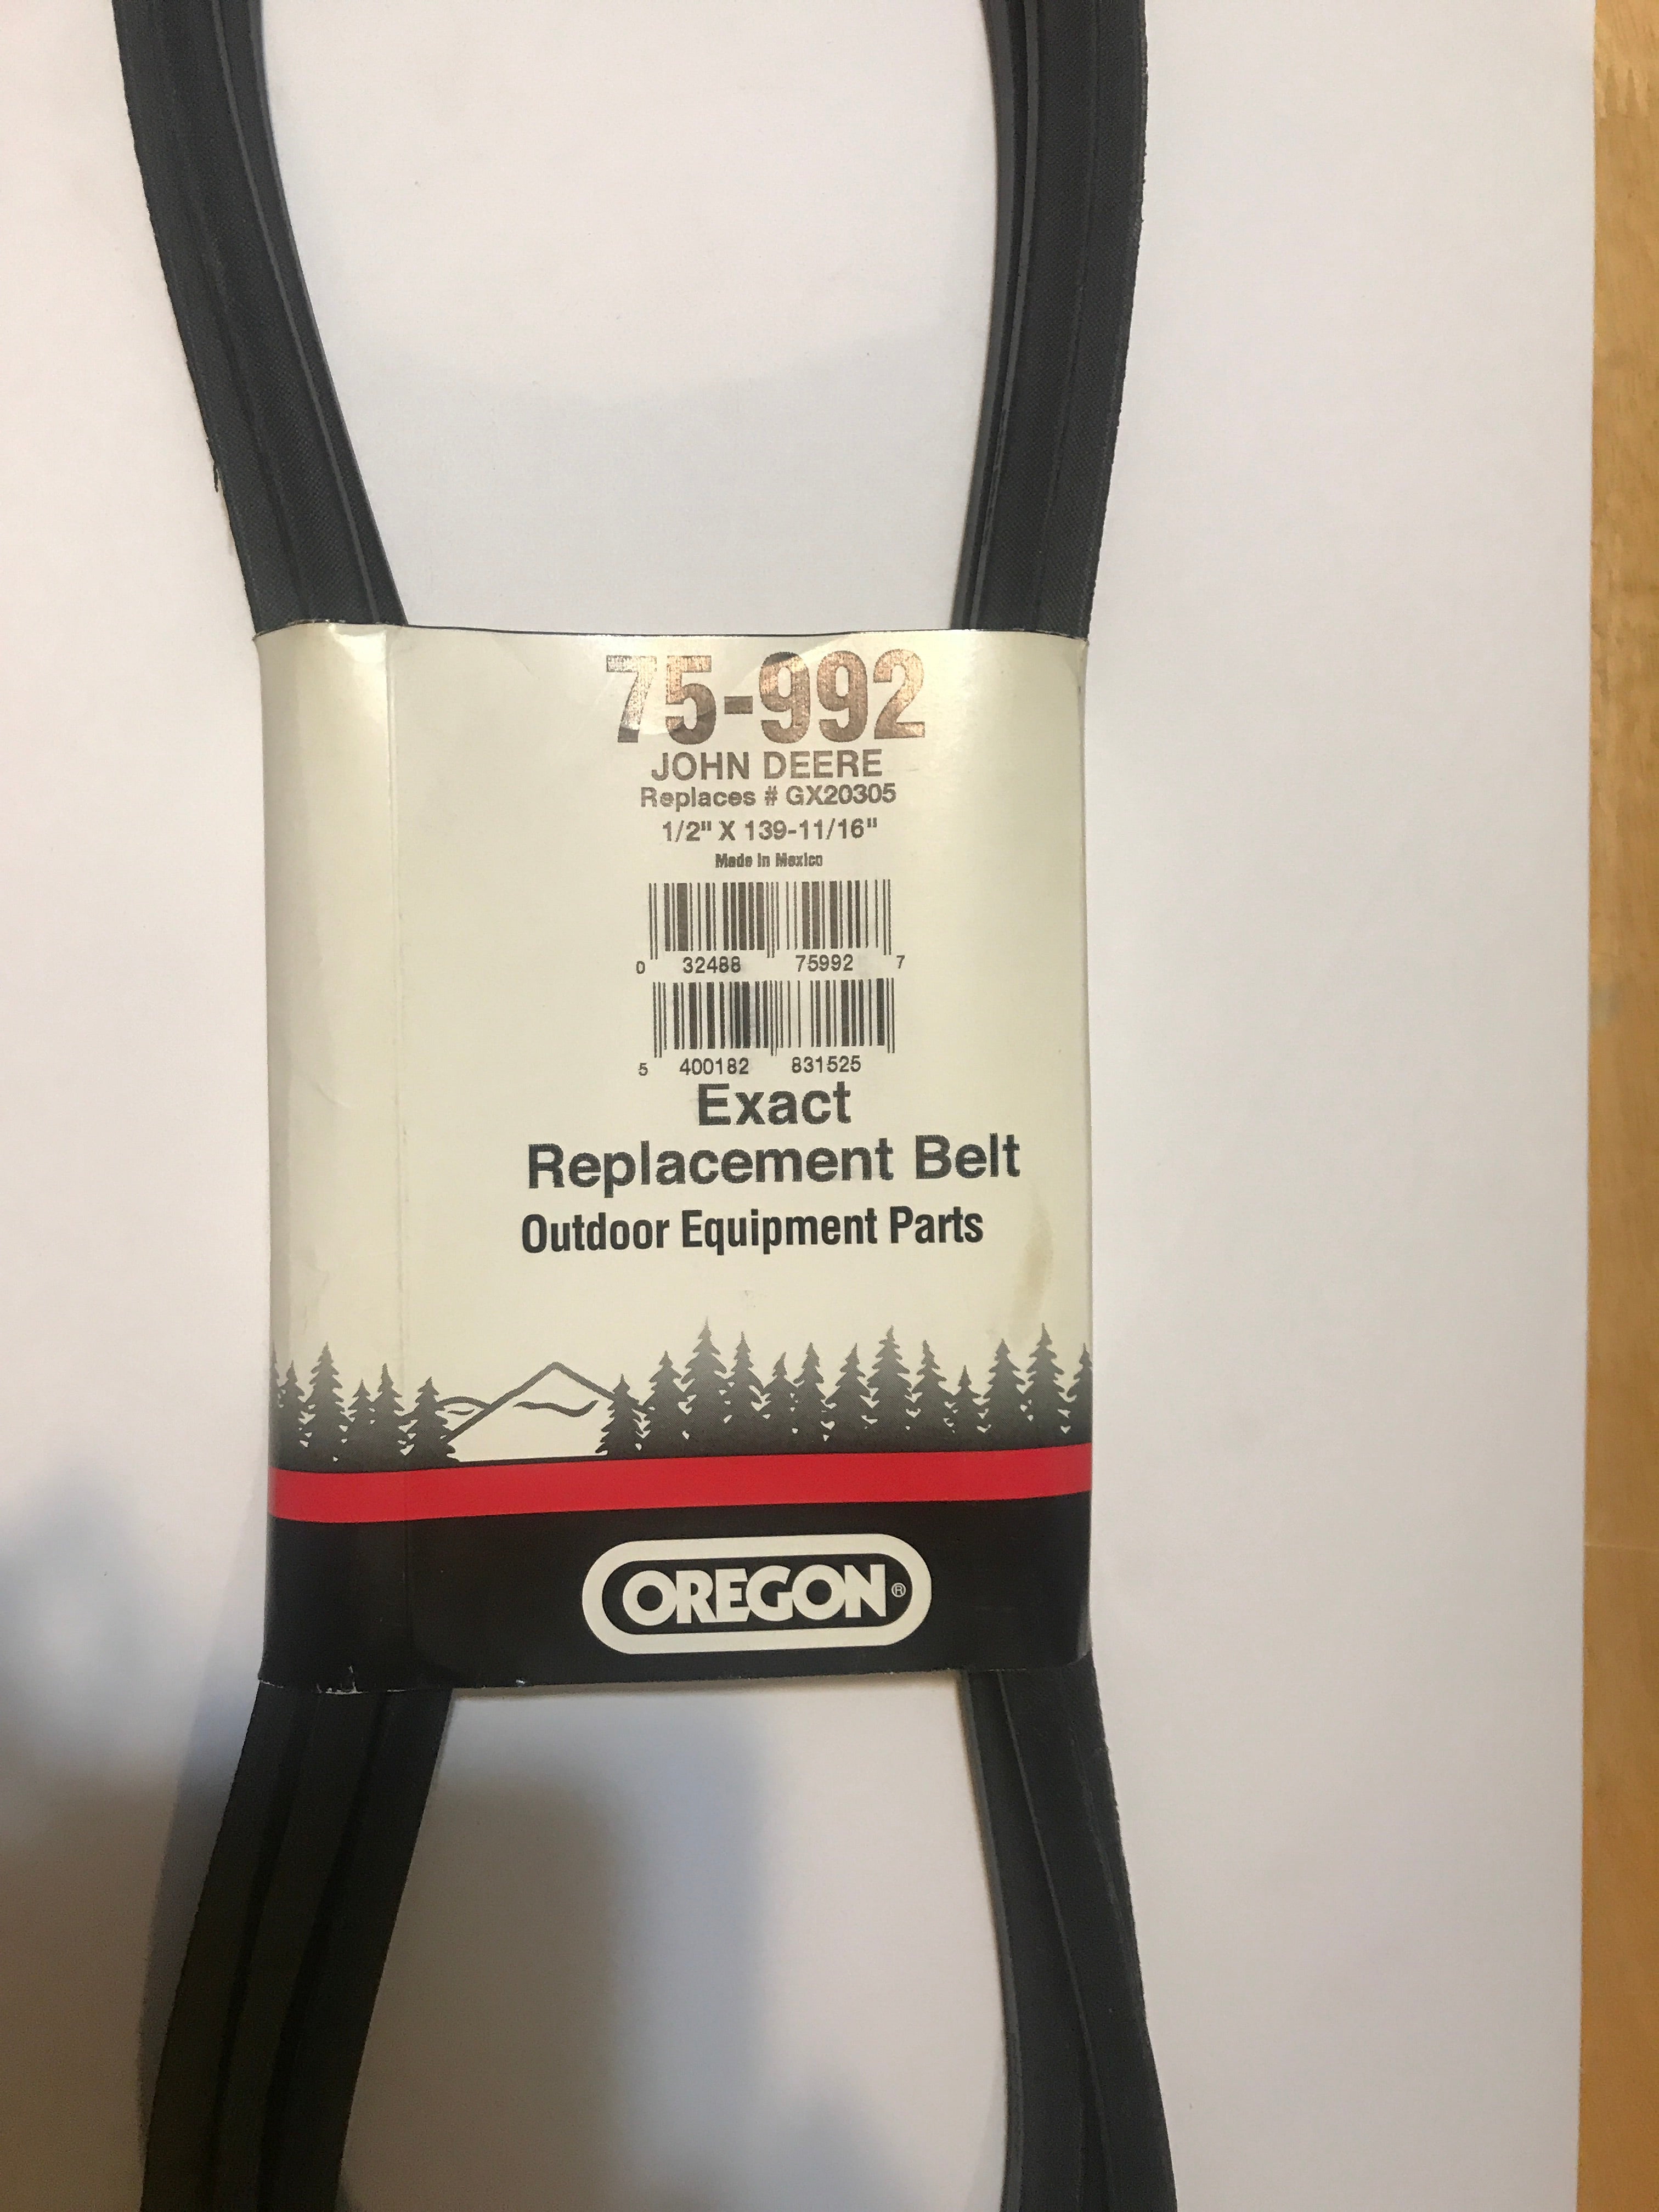 75-992
JOHN DEERE
Replaces # GX20305
1/2" X 139-11/16"
Made in Mexico
0 32488 75992 7
5 400182 831525
Exact
Replacement Belt
Outdoor Equipment Parts
OREGON®